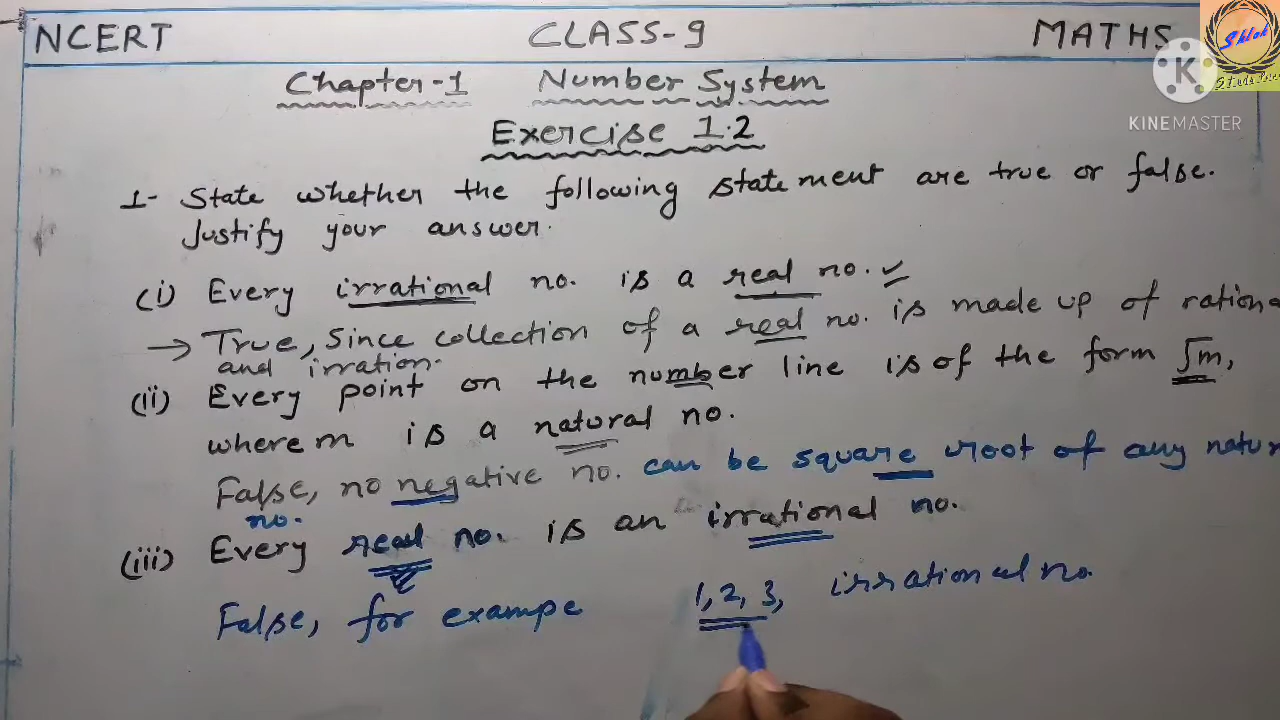 NCERT CLASS-9 MATHS
Shlok
KINEMASTER
Chapter-1 Number System
Exercise 1.2
1- State whether the following statement are true or false.
Justify your answer.
(i) Every irrational no. is a real no. ✓
→ True, Since collection of a real no. is made up of rationa
and irration.
(ii) Every point on the number line is of the form √m,
where m is a natural no.
False, no negative no. can be square root of any natur
no.
(iii) Every real no. is an irrational no.
False, for exampe 1, 2, 3, irrational no.